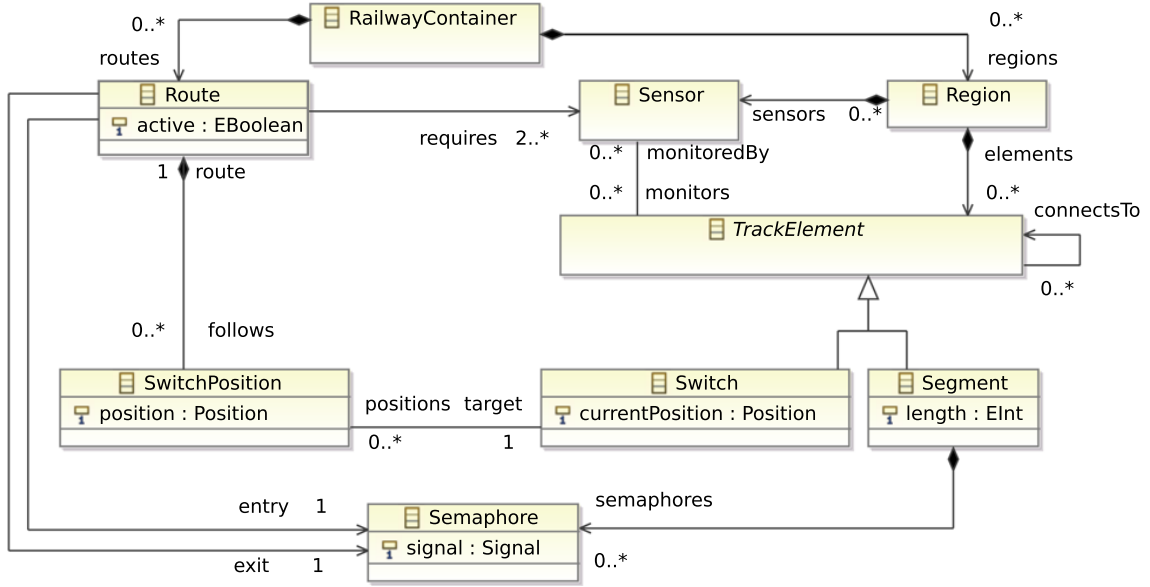 0..*
RailwayContainer
0..*
routes
regions
Route
Sensor
Region
active : EBoolean
requires 2..*
sensors 0..*
1 route
0..* monitoredBy
elements
0..* monitors
0..*
connectsTo
TrackElement
0..*
0..* follows
SwitchPosition
Switch
Segment
position : Position
positions target
currentPosition : Position
length : EInt
0..* 1
entry 1
semaphores
Semaphore
signal : Signal
exit 1
0..*